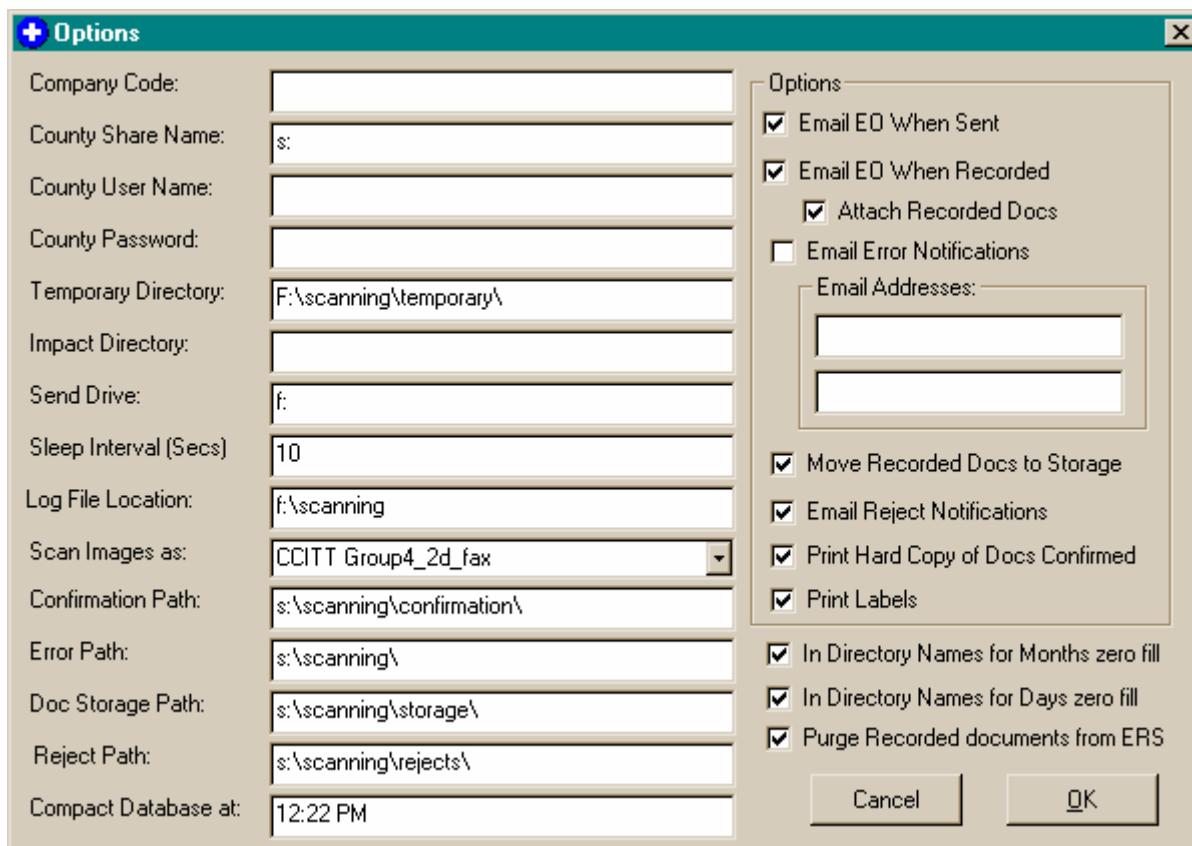 Options
Company Code:
County Share Name: s:
County User Name:
County Password:
Temporary Directory: F:\scanning\temporary\
Impact Directory:
Send Drive: f:
Sleep Interval (Secs) 10
Log File Location: f:\scanning
Scan Images as: CCITT Group4_2d_fax
Confirmation Path: s:\scanning\confirmation\
Error Path: s:\scanning\
Doc Storage Path: s:\scanning\storage\
Reject Path: s:\scanning\rejects\
Compact Database at: 12:22 PM
Options
Email EO When Sent
Email EO When Recorded
Attach Recorded Docs
Email Error Notifications
Email Addresses:
Move Recorded Docs to Storage
Email Reject Notifications
Print Hard Copy of Docs Confirmed
Print Labels
In Directory Names for Months zero fill
In Directory Names for Days zero fill
Purge Recorded documents from ERS
Cancel OK